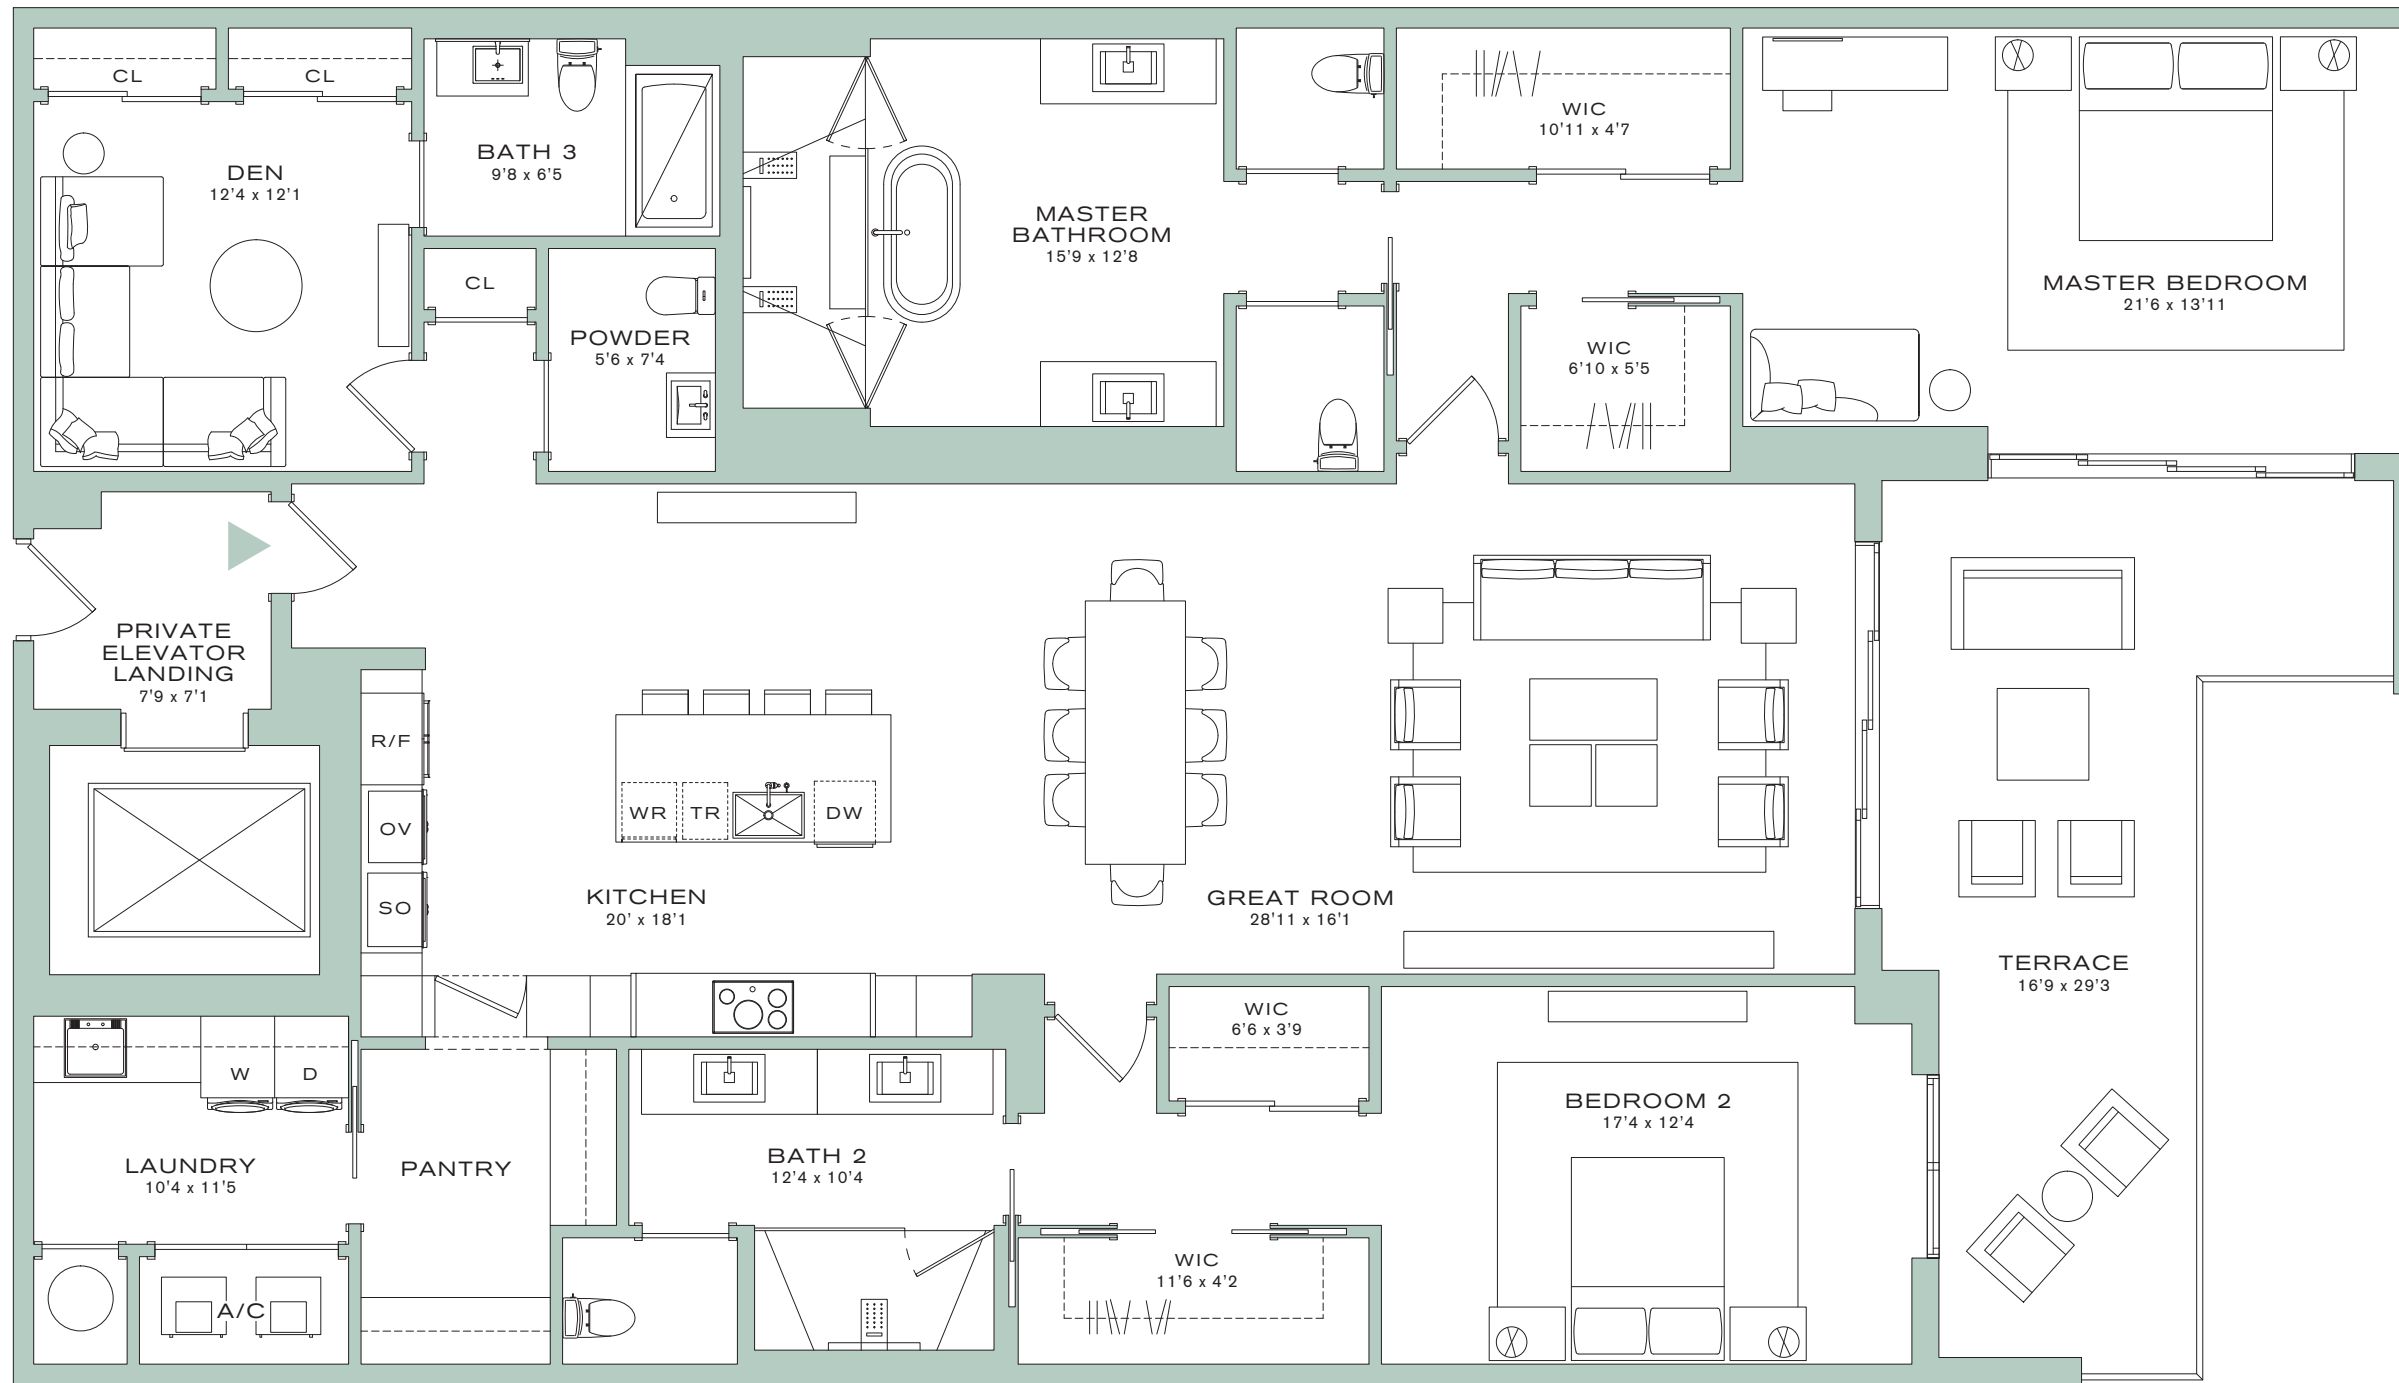 CL
CL
DEN
12'4 x 12'1
BATH 3
9'8 x 6'5
CL
POWDER
5'6 x 7'4
MASTER
BATHROOM
15'9 x 12'8
WIC
10'11 x 4'7
WIC
6'10 x 5'5
MASTER BEDROOM
21'6 x 13'11
PRIVATE
ELEVATOR
LANDING
7'9 x 7'1
R/F
OV
SO
WR
TR
DW
KITCHEN
20' x 18'1
GREAT ROOM
28'11 x 16'1
TERRACE
16'9 x 29'3
W
D
LAUNDRY
10'4 x 11'5
A/C
PANTRY
BATH 2
12'4 x 10'4
WIC
6'6 x 3'9
WIC
11'6 x 4'2
BEDROOM 2
17'4 x 12'4